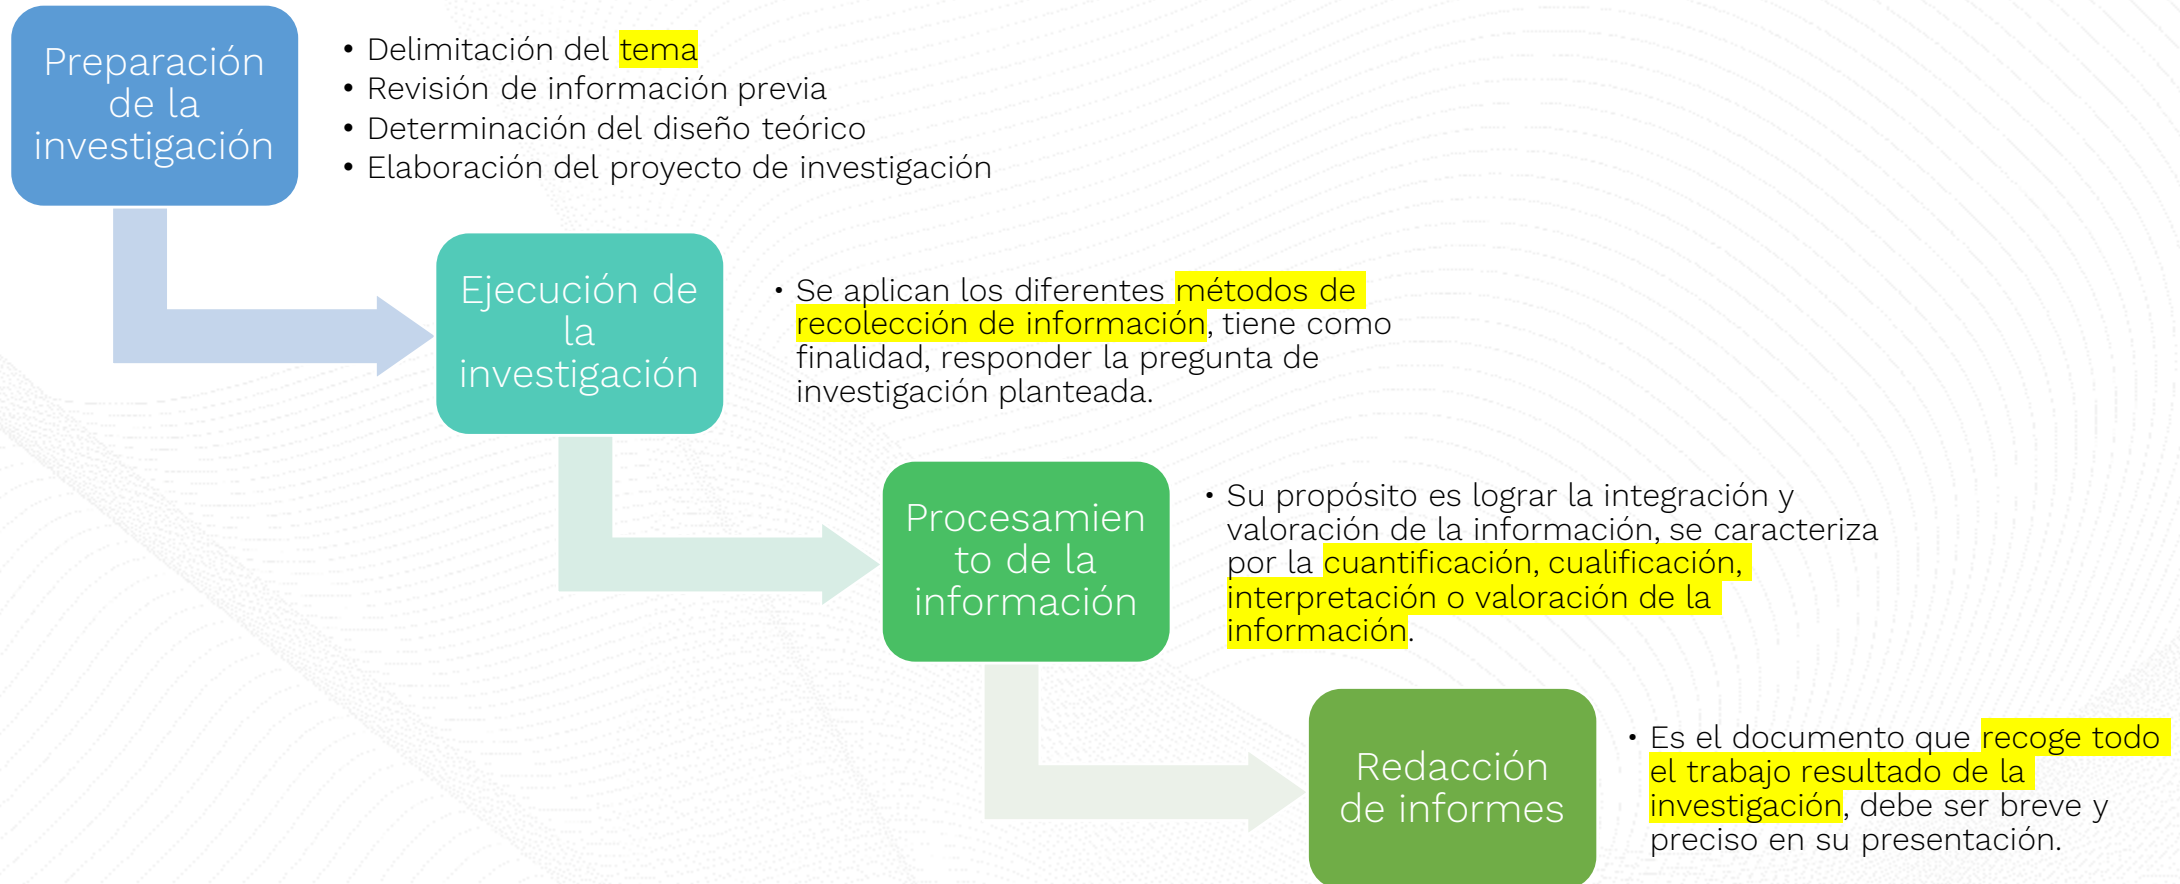 Preparación
de la
investigación
• Delimitación del tema
• Revisión de información previa
• Determinación del diseño teórico
• Elaboración del proyecto de investigación
Ejecución de
la
investigación
• Se aplican los diferentes métodos de
recolección de información, tiene como
finalidad, responder la pregunta de
investigación planteada.
Procesamien
to de la
información
• Su propósito es lograr la integración y
valoración de la información, se caracteriza
por la cuantificación, cualificación,
interpretación o valoración de la
información.
Redacción
de informes
• Es el documento que recoge todo
el trabajo resultado de la
investigación, debe ser breve y
preciso en su presentación.